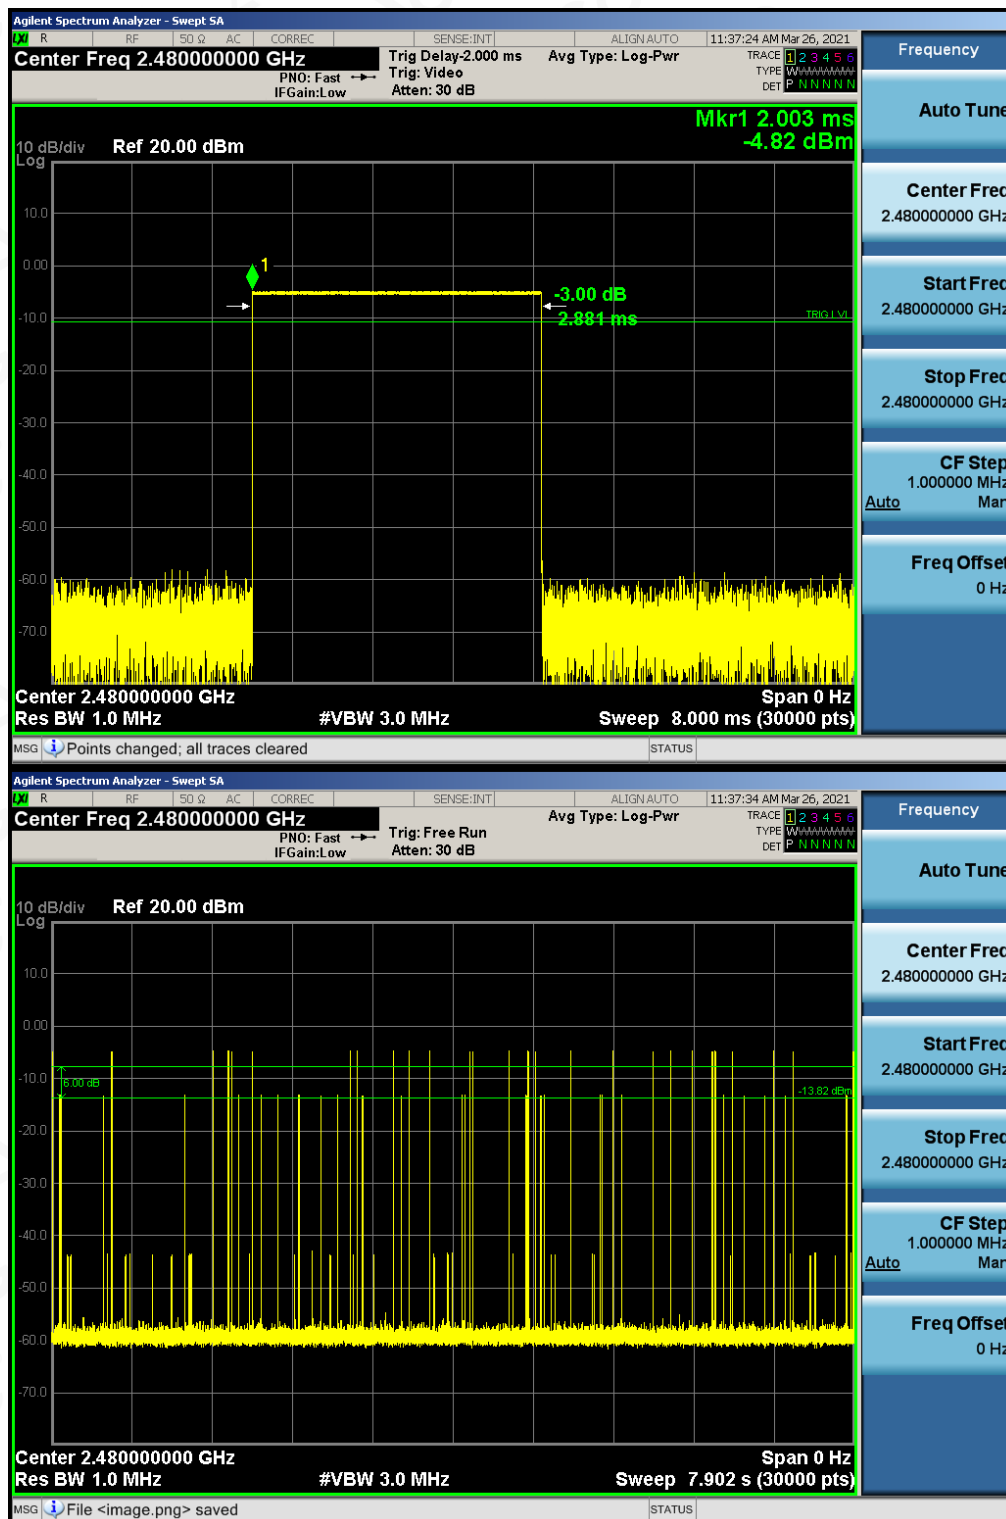 Agilent Spectrum Analyzer - Swept SA
LXI R RF 50 Ω AC CORREC SENSE:INT ALIGN AUTO 11:37:24 AM Mar 26, 2021
Center Freq 2.480000000 GHz Trig Delay-2.000 ms Avg Type: Log-Pwr TRACE 1 2 3 4 5 6
PNO: Fast Trig: Video TYPE WWWWWW
IFGain:Low Atten: 30 dB DET P N N N N N
Frequency
Auto Tune
Mkr1 2.003 ms
-4.82 dBm
10 dB/div Ref 20.00 dBm
Log
10.0
0.00
-10.0
-20.0
-30.0
-40.0
-50.0
-60.0
-70.0
1
-3.00 dB
2.881 ms
TRIG LVL
Center Freq
2.480000000 GHz
Start Freq
2.480000000 GHz
Stop Freq
2.480000000 GHz
CF Step
1.000000 MHz
Auto Man
Freq Offset
0 Hz
Center 2.480000000 GHz Span 0 Hz
Res BW 1.0 MHz #VBW 3.0 MHz Sweep 8.000 ms (30000 pts)
MSG Points changed; all traces cleared STATUS
Agilent Spectrum Analyzer - Swept SA
LXI R RF 50 Ω AC CORREC SENSE:INT ALIGN AUTO 11:37:34 AM Mar 26, 2021
Center Freq 2.480000000 GHz Avg Type: Log-Pwr TRACE 1 2 3 4 5 6
PNO: Fast Trig: Free Run TYPE WWWWWW
IFGain:Low Atten: 30 dB DET P N N N N N
Frequency
Auto Tune
10 dB/div Ref 20.00 dBm
Log
10.0
0.00
-10.0
-20.0
-30.0
-40.0
-50.0
-60.0
-70.0
6.00 dB
-13.82 dBm
Center Freq
2.480000000 GHz
Start Freq
2.480000000 GHz
Stop Freq
2.480000000 GHz
CF Step
1.000000 MHz
Auto Man
Freq Offset
0 Hz
Center 2.480000000 GHz Span 0 Hz
Res BW 1.0 MHz #VBW 3.0 MHz Sweep 7.902 s (30000 pts)
MSG File <image.png> saved STATUS